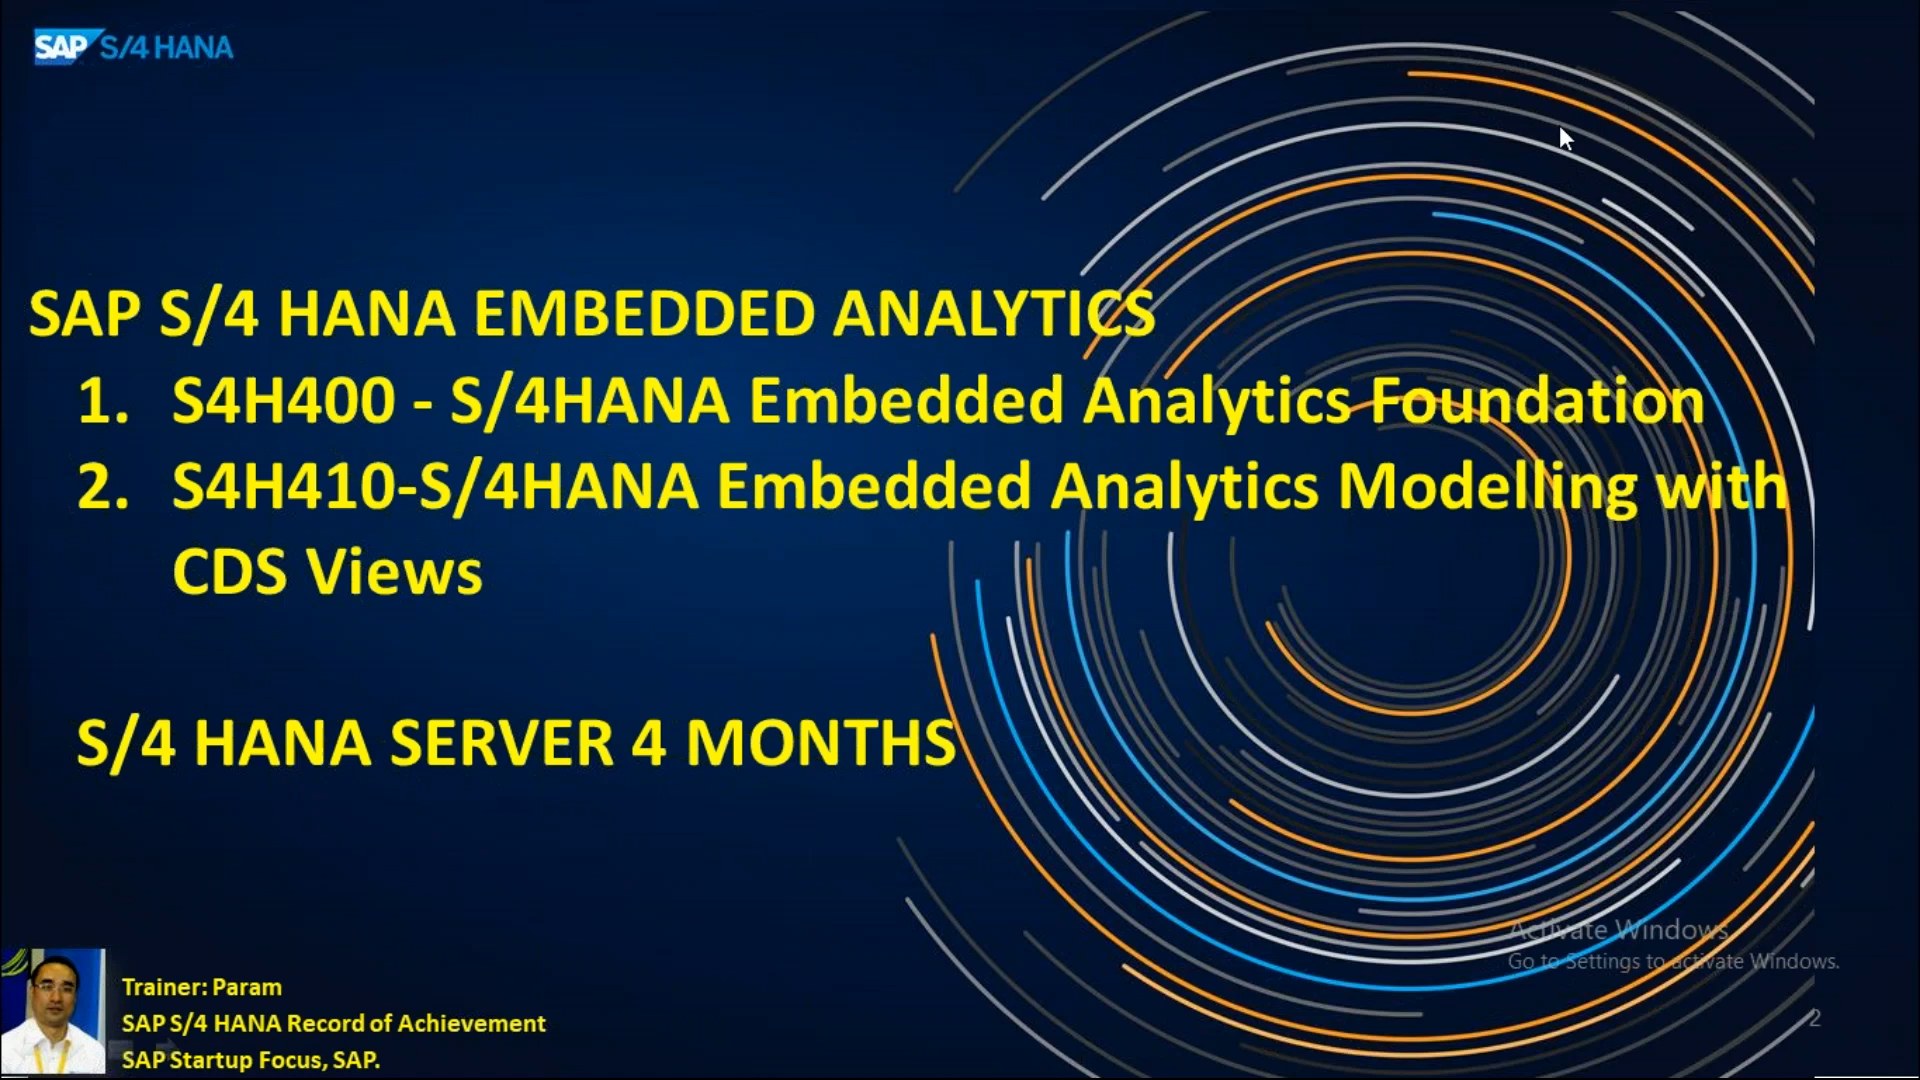 SAP S/4 HANA
SAP S/4 HANA EMBEDDED ANALYTICS
1. S4H400 - S/4HANA Embedded Analytics Foundation
2. S4H410-S/4HANA Embedded Analytics Modelling with
CDS Views
S/4 HANA SERVER 4 MONTHS
Activate Windows
Go to Settings to activate Windows.
Trainer: Param
SAP S/4 HANA Record of Achievement
SAP Startup Focus, SAP.
2